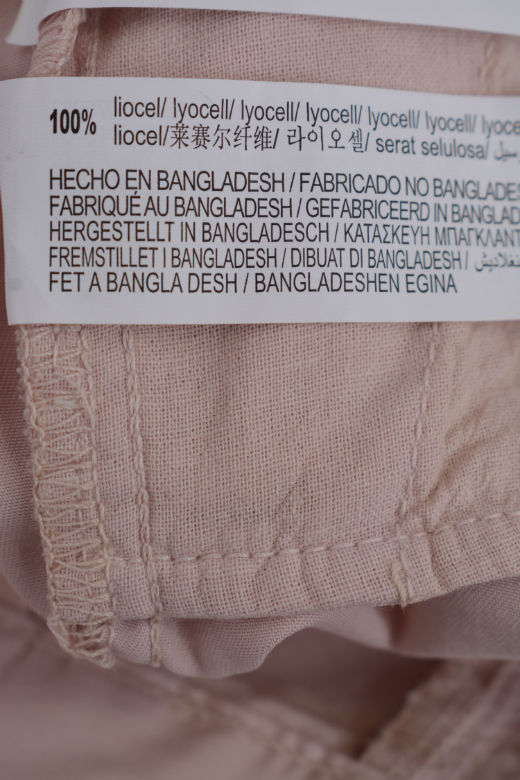 100% liocel/ lyocell/ lyocell/ lyocell/ lyocell/ lyocell/
liocel/莱赛尔纤维/ 라이오셀/ serat selulosa/
HECHO EN BANGLADESH / FABRICADO NO BANGLADES
FABRIQUÉ AU BANGLADESH / GEFABRICEERD IN BANGLAD
HERGESTELLT IN BANGLADESCH / ΚΑΤΑΣΚΕΥΗ ΜΠΑΓΚΛΑΝΤ
FREMSTILLET I BANGLADESH / DIBUAT DI BANGLADESH /
FET A BANGLA DESH / BANGLADESHEN EGINA